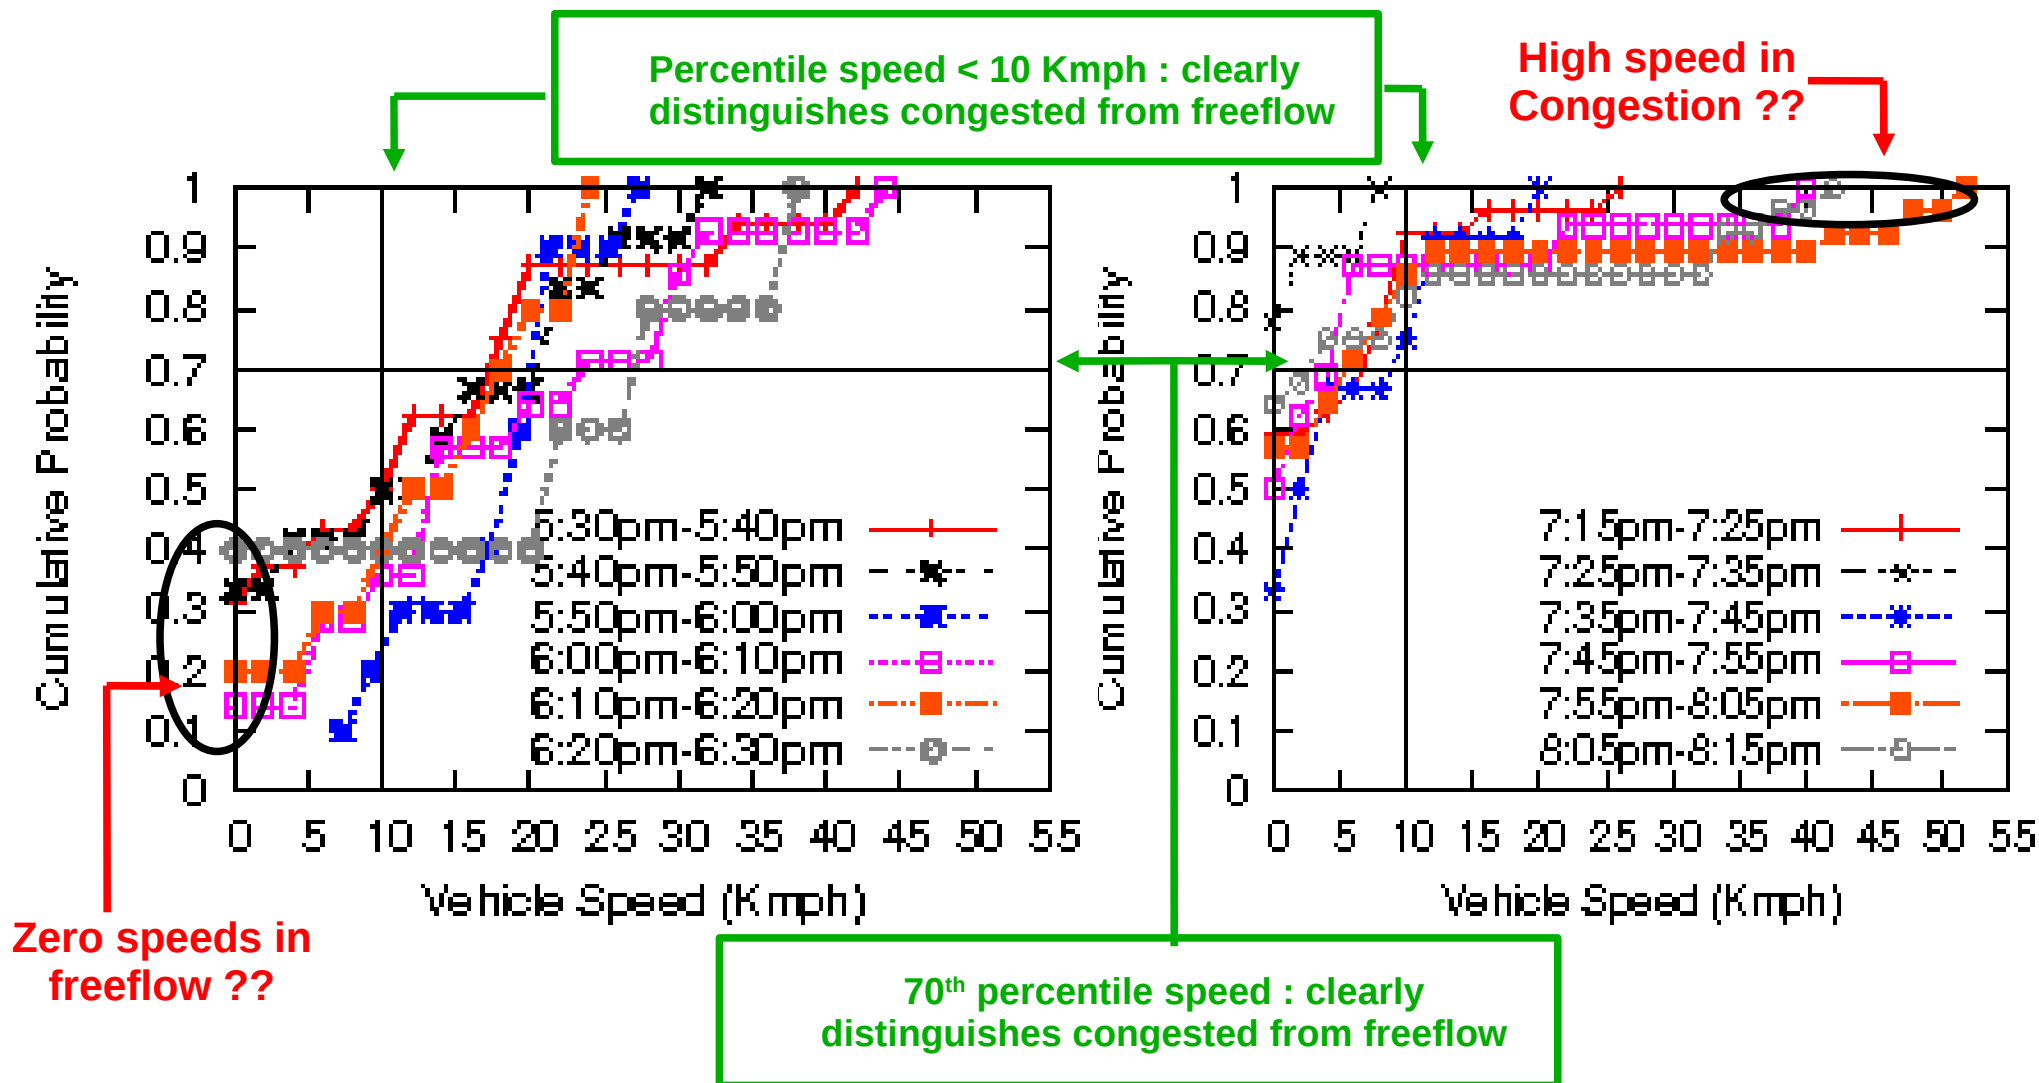 Percentile speed < 10 Kmph : clearly
distinguishes congested from freeflow
High speed in
Congestion ??
1
0.9
0.8
0.7
0.6
0.5
0.4
0.3
0.2
0.1
0
Cumulative Probability
5:30pm-5:40pm
5:40pm-5:50pm
5:50pm-6:00pm
6:00pm-6:10pm
6:10pm-6:20pm
6:20pm-6:30pm
0 5 10 15 20 25 30 35 40 45 50 55
Vehicle Speed (Kmph)
1
0.9
0.8
0.7
0.6
0.5
0.4
0.3
0.2
0.1
0
Cumulative Probability
7:15pm-7:25pm
7:25pm-7:35pm
7:35pm-7:45pm
7:45pm-7:55pm
7:55pm-8:05pm
8:05pm-8:15pm
0 5 10 15 20 25 30 35 40 45 50 55
Vehicle Speed (Kmph)
Zero speeds in
freeflow ??
70th percentile speed : clearly
distinguishes congested from freeflow